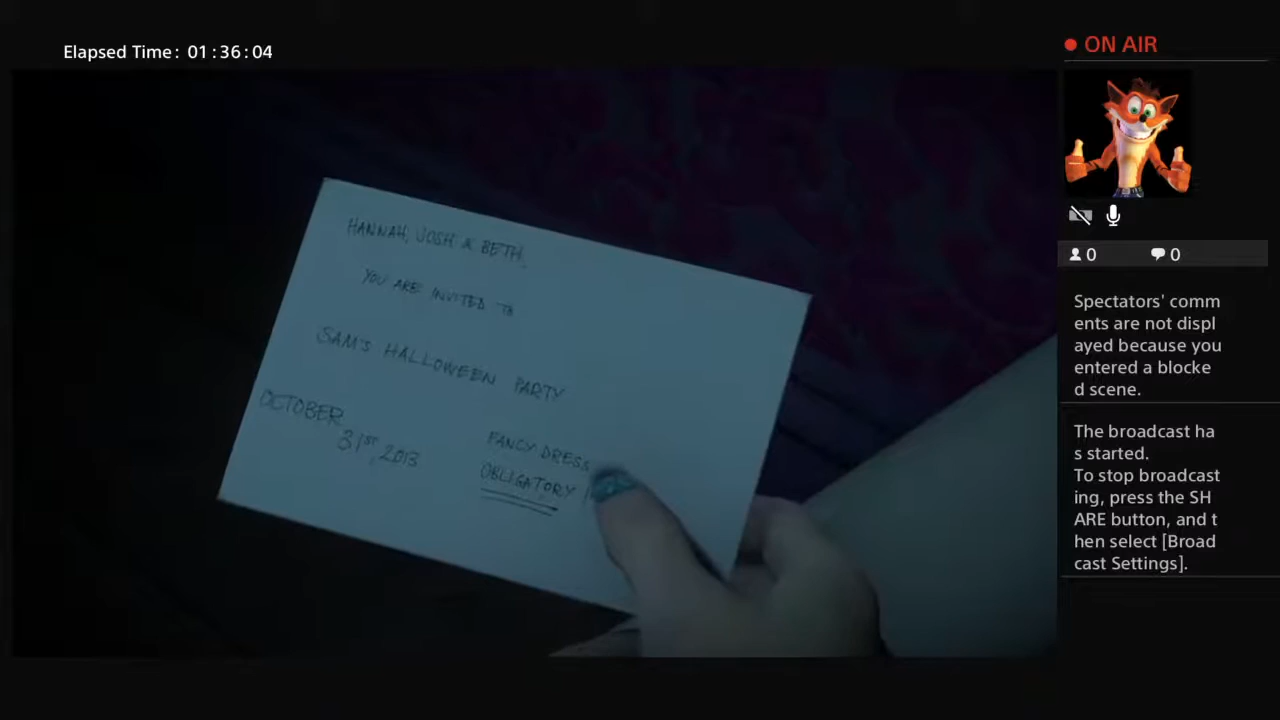 Elapsed Time: 01:36:04
ON AIR
HANNAH, JOSH & BETH,
YOU ARE INVITED TO
SAM'S HALLOWEEN PARTY
OCTOBER
31ST, 2013
FANCY DRESS
OBLIGATORY
0
0
Spectators' comm
ents are not displ
ayed because you
entered a blocke
d scene.
The broadcast ha
s started.
To stop broadcast
ing, press the SH
ARE button, and t
hen select [Broad
cast Settings].